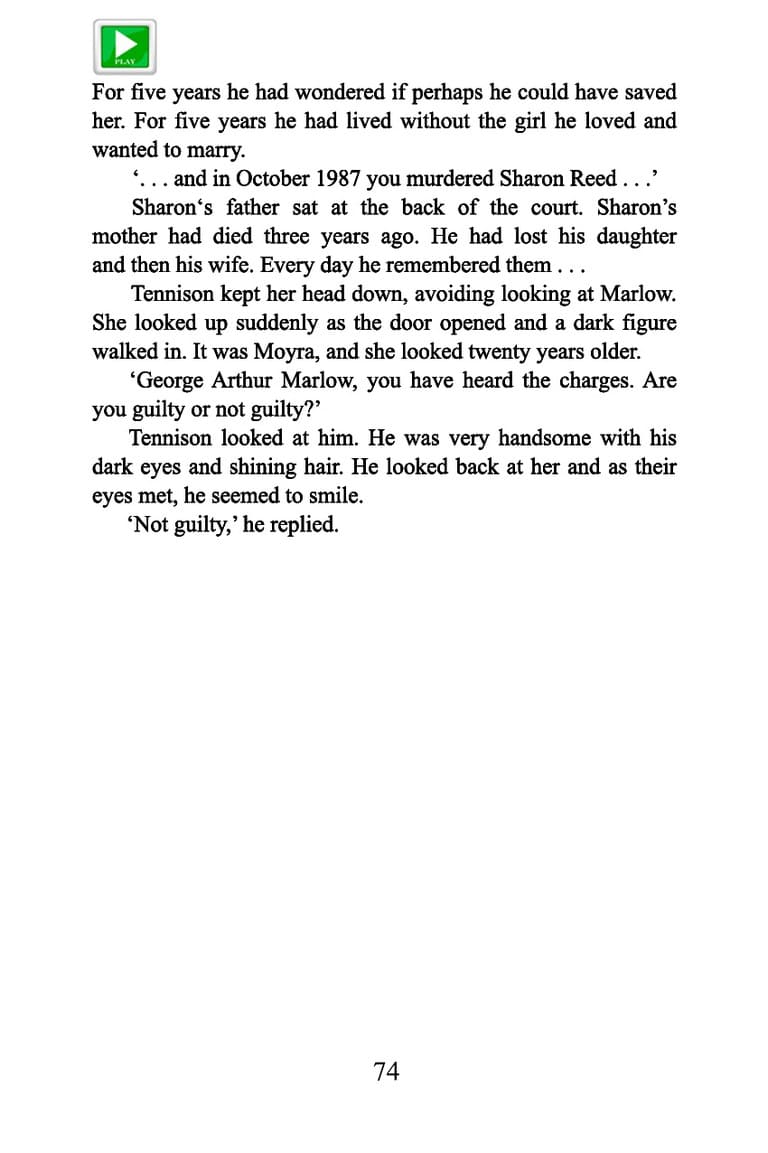 PLAY
For five years he had wondered if perhaps he could have saved
her. For five years he had lived without the girl he loved and
wanted to marry.
‘. . . and in October 1987 you murdered Sharon Reed . . .’
Sharon‘s father sat at the back of the court. Sharon’s
mother had died three years ago. He had lost his daughter
and then his wife. Every day he remembered them . . .
Tennison kept her head down, avoiding looking at Marlow.
She looked up suddenly as the door opened and a dark figure
walked in. It was Moyra, and she looked twenty years older.
‘George Arthur Marlow, you have heard the charges. Are
you guilty or not guilty?’
Tennison looked at him. He was very handsome with his
dark eyes and shining hair. He looked back at her and as their
eyes met, he seemed to smile.
‘Not guilty,’ he replied.
74